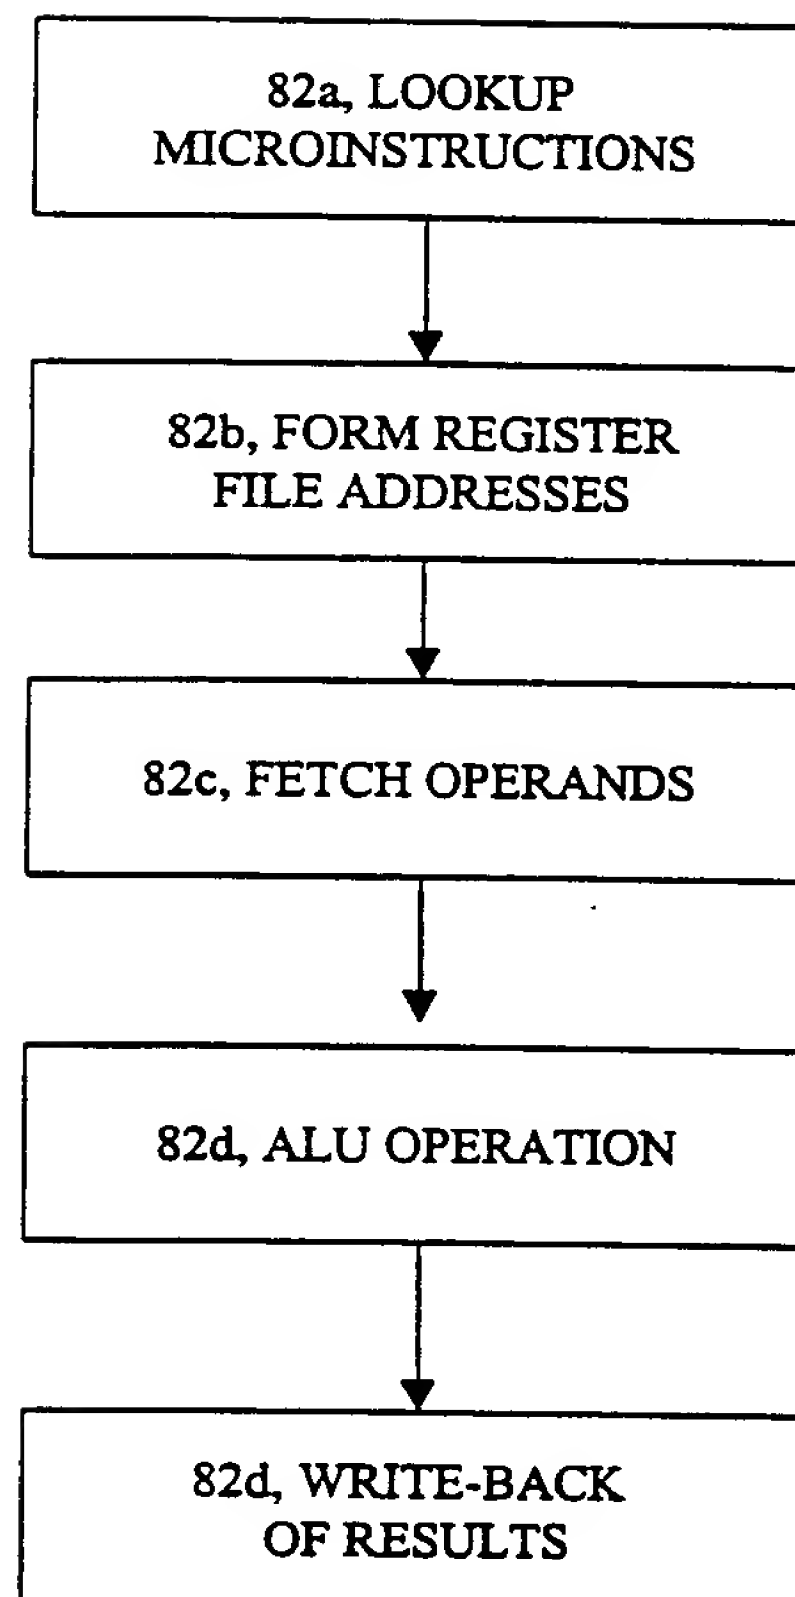 82a, LOOKUP
MICROINSTRUCTIONS
82b, FORM REGISTER
FILE ADDRESSES
82c, FETCH OPERANDS
82d, ALU OPERATION
82d, WRITE-BACK
OF RESULTS